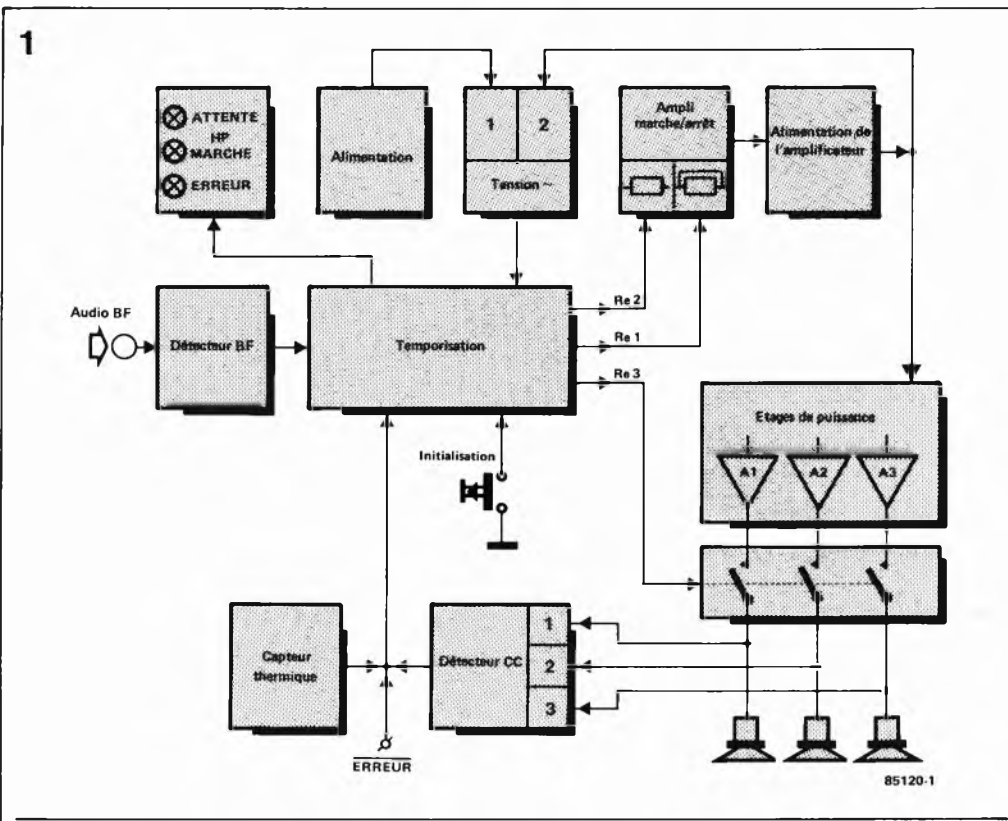 1
ATTENTE
HP
MARCHE
ERREUR
Alimentation
1
2
Tension ~
Ampli
marche/arrêt
Alimentation de
l'amplificateur
Audio BF
Détecteur BF
Temporisation
Re 2
Re 1
Re 3
Initialisation
Etages de puissance
A1
A2
A3
Capteur
thermique
Détecteur CC
1
2
3
ERREUR
85120-1